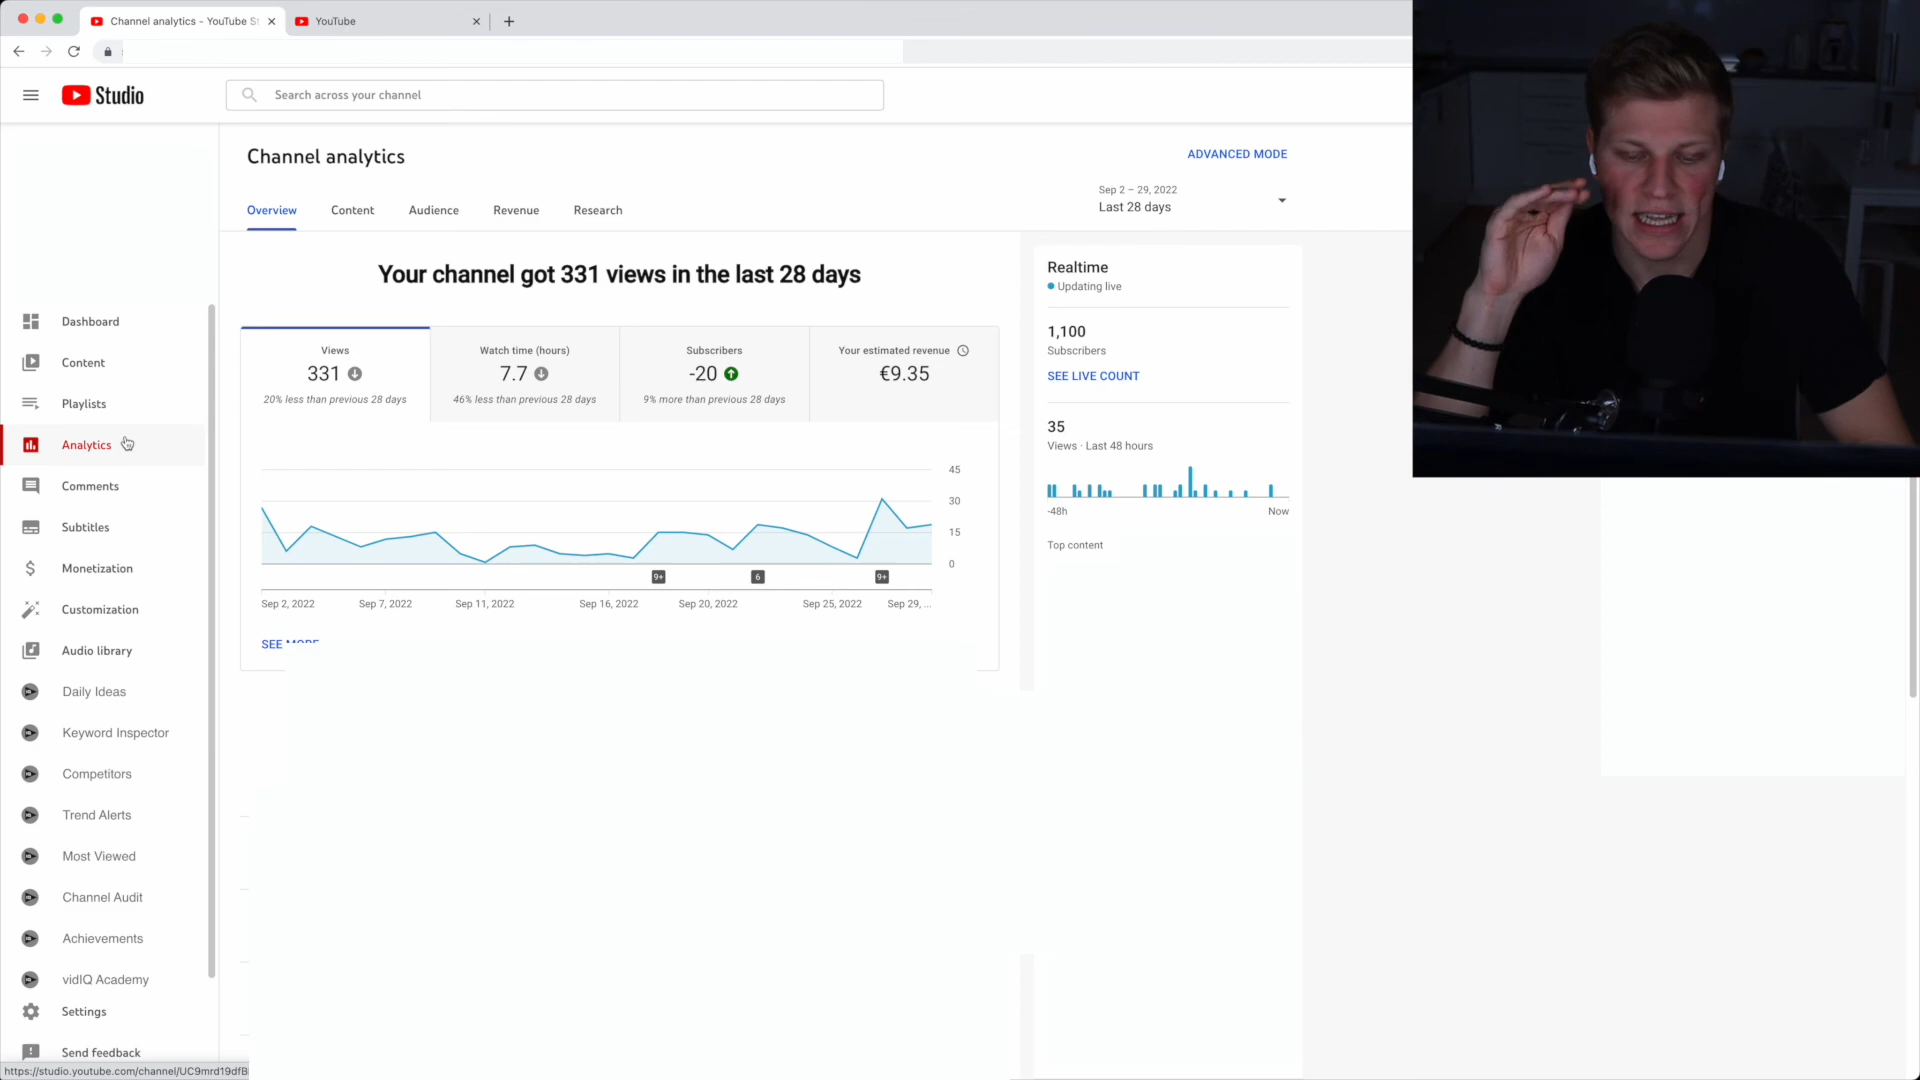 Channel analytics - YouTube St
YouTube
Studio
Search across your channel
Channel analytics
ADVANCED MODE
Sep 2 – 29, 2022
Last 28 days
Overview
Content
Audience
Revenue
Research
Your channel got 331 views in the last 28 days
Views
331
20% less than previous 28 days
Watch time (hours)
7.7
46% less than previous 28 days
Subscribers
-20
9% more than previous 28 days
Your estimated revenue
€9.35
45
30
15
0
9+
6
9+
Sep 2, 2022
Sep 7, 2022
Sep 11, 2022
Sep 16, 2022
Sep 20, 2022
Sep 25, 2022
Sep 29, ...
SEE MORE
Realtime
Updating live
1,100
Subscribers
SEE LIVE COUNT
35
Views · Last 48 hours
-48h
Now
Top content
Dashboard
Content
Playlists
Analytics
Comments
Subtitles
Monetization
Customization
Audio library
Daily Ideas
Keyword Inspector
Competitors
Trend Alerts
Most Viewed
Channel Audit
Achievements
vidIQ Academy
Settings
Send feedback
https://studio.youtube.com/channel/UC9mrd19dfB